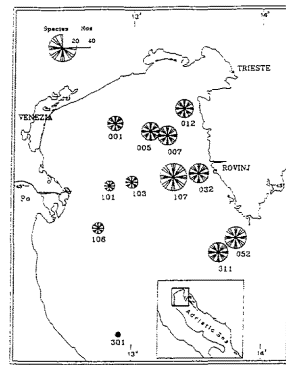 13° 14°
Species Nos
20 40
TRIESTE
VENEZIA
012
001
005
007
ROVINJ
032
101
103
107
Po
108
052
311
Adriatic Sea
301
13° 14°